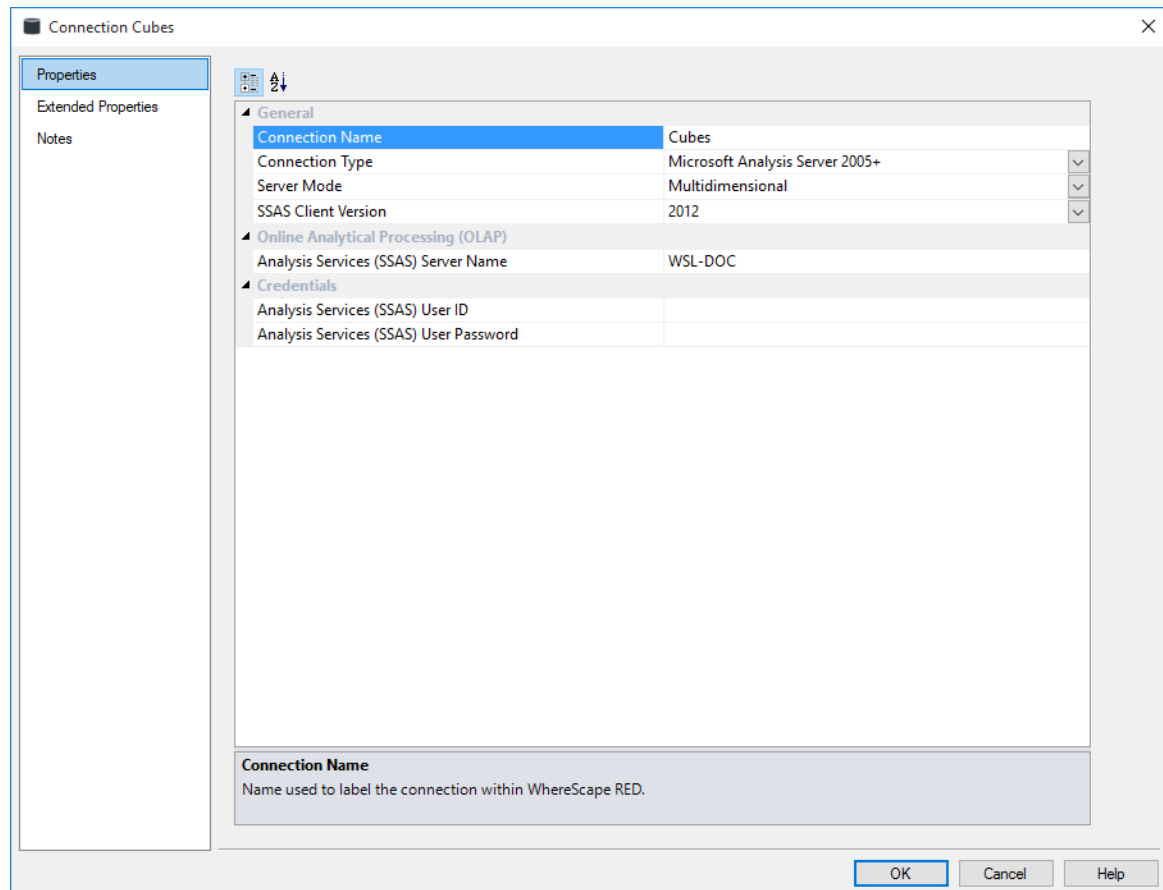 Connection Cubes
Properties
Extended Properties
Notes
General
Connection Name Cubes
Connection Type Microsoft Analysis Server 2005+
Server Mode Multidimensional
SSAS Client Version 2012
Online Analytical Processing (OLAP)
Analysis Services (SSAS) Server Name WSL-DOC
Credentials
Analysis Services (SSAS) User ID
Analysis Services (SSAS) User Password
Connection Name
Name used to label the connection within WhereScape RED.
OK Cancel Help